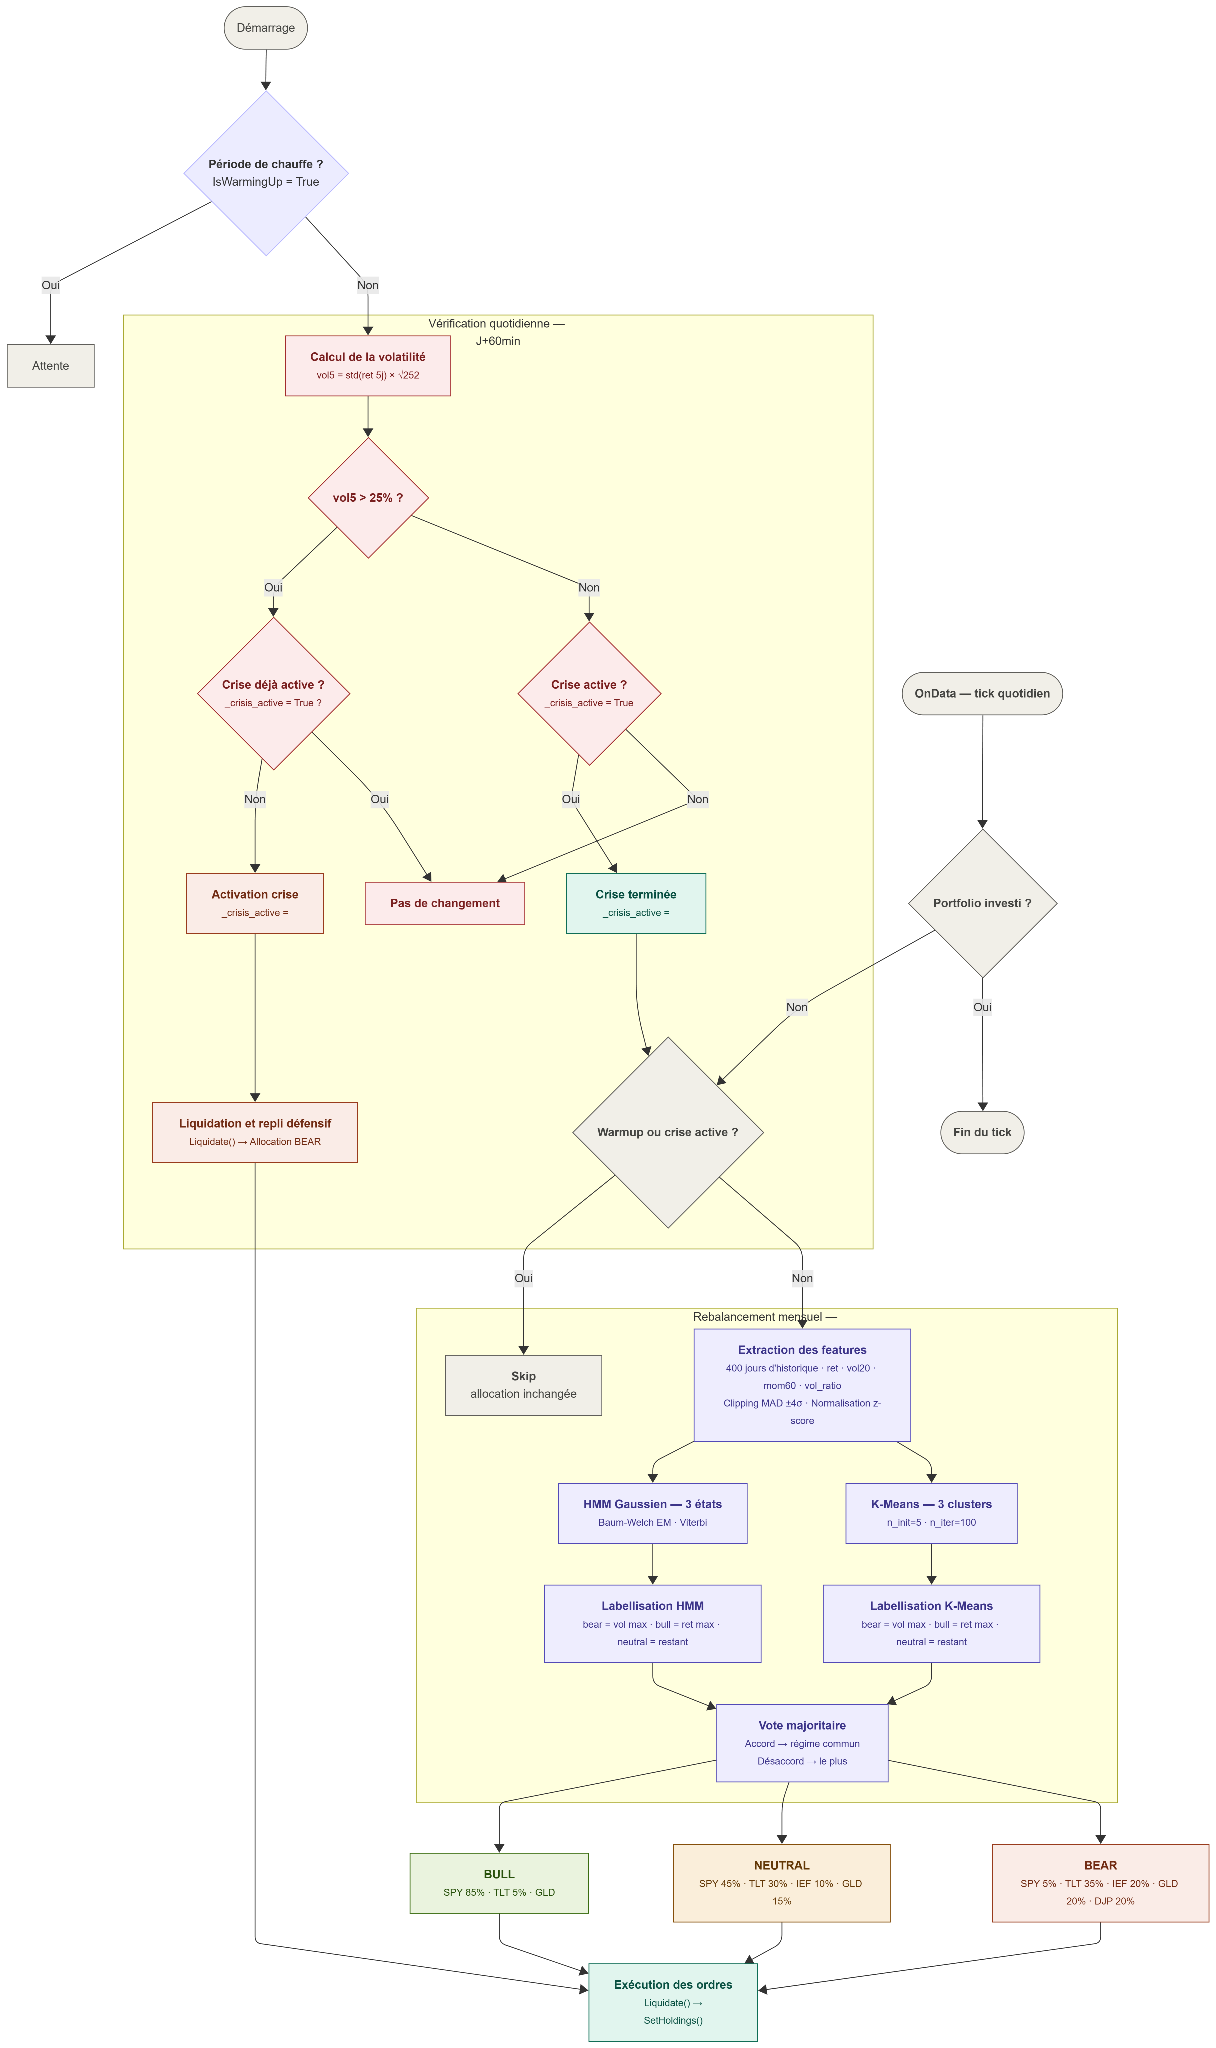 Démarrage
Période de chauffe ?
IsWarmingUp = True
Oui
Non
Attente
Vérification quotidienne —
J+60min
Calcul de la volatilité
vol5 = std(ret 5j) × √252
vol5 > 25% ?
Oui
Non
Crise déjà active ?
_crisis_active = True ?
Crise active ?
_crisis_active = True
OnData — tick quotidien
Non
Oui
Oui
Non
Activation crise
_crisis_active =
Pas de changement
Crise terminée
_crisis_active =
Portfolio investi ?
Non
Oui
Liquidation et repli défensif
Liquidate() → Allocation BEAR
Warmup ou crise active ?
Fin du tick
Oui
Non
Rebalancement mensuel —
Skip
allocation inchangée
Extraction des features
400 jours d'historique · ret · vol20 ·
mom60 · vol_ratio
Clipping MAD ±4σ · Normalisation z-
score
HMM Gaussien — 3 états
Baum-Welch EM · Viterbi
K-Means — 3 clusters
n_init=5 · n_iter=100
Labellisation HMM
bear = vol max · bull = ret max ·
neutral = restant
Labellisation K-Means
bear = vol max · bull = ret max ·
neutral = restant
Vote majoritaire
Accord → régime commun
Désaccord → le plus
BULL
SPY 85% · TLT 5% · GLD
NEUTRAL
SPY 45% · TLT 30% · IEF 10% · GLD
15%
BEAR
SPY 5% · TLT 35% · IEF 20% · GLD
20% · DJP 20%
Exécution des ordres
Liquidate() →
SetHoldings()